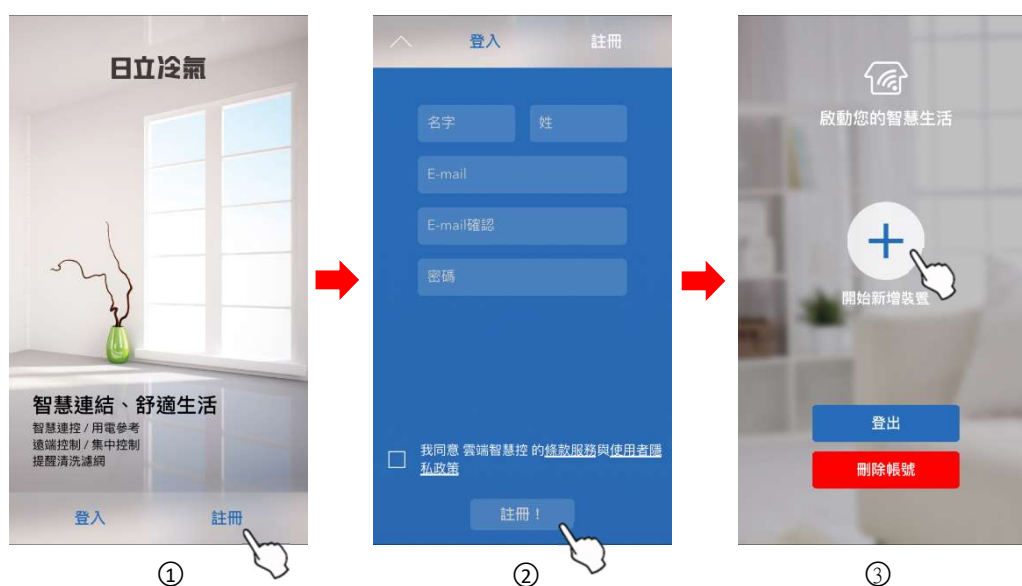 日立冷氣
智慧連結、舒適生活
智慧連控 / 用電參考
遠端控制 / 集中控制
提醒清洗濾網
登入 註冊
①
登入 註冊
名字 姓
E-mail
E-mail確認
密碼
我同意 雲端智慧控 的條款服務與使用者隱
私政策
註冊！
②
啟動您的智慧生活
開始新增裝置
登出
刪除帳號
③